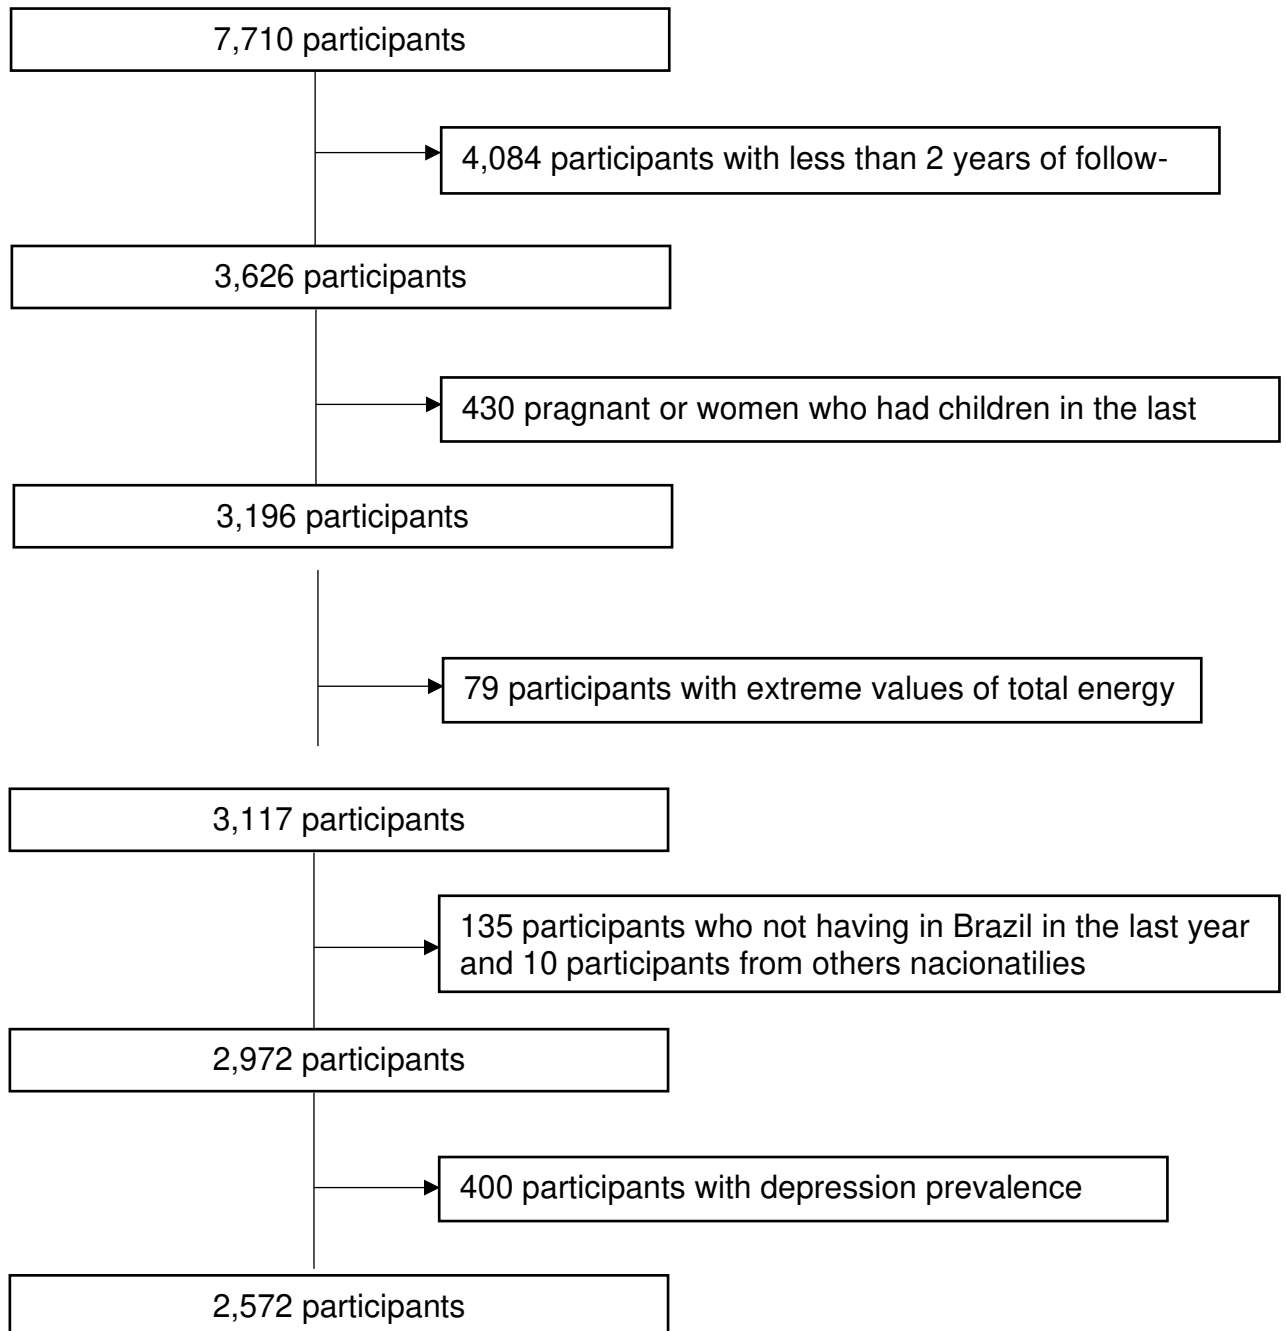 7,710 participants
4,084 participants with less than 2 years of follow-
3,626 participants
430 pragnant or women who had children in the last
3,196 participants
79 participants with extreme values of total energy
3,117 participants
135 participants who not having in Brazil in the last year
and 10 participants from others nacionatilies
2,972 participants
400 participants with depression prevalence
2,572 participants